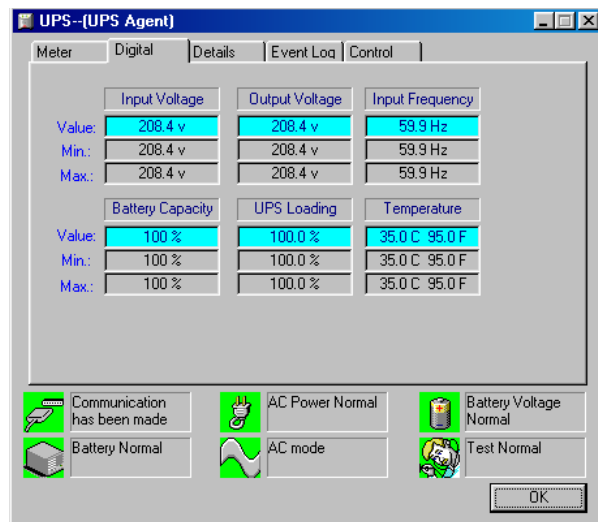 UPS--(UPS Agent)
Meter Digital Details Event Log Control
Input Voltage Output Voltage Input Frequency
Value: 208.4 v 208.4 v 59.9 Hz
Min.: 208.4 v 208.4 v 59.9 Hz
Max.: 208.4 v 208.4 v 59.9 Hz
Battery Capacity UPS Loading Temperature
Value: 100 % 100.0 % 35.0 C 95.0 F
Min.: 100 % 100.0 % 35.0 C 95.0 F
Max.: 100 % 100.0 % 35.0 C 95.0 F
Communication
has been made
AC Power Normal
Battery Voltage
Normal
Battery Normal
AC mode
Test Normal
OK